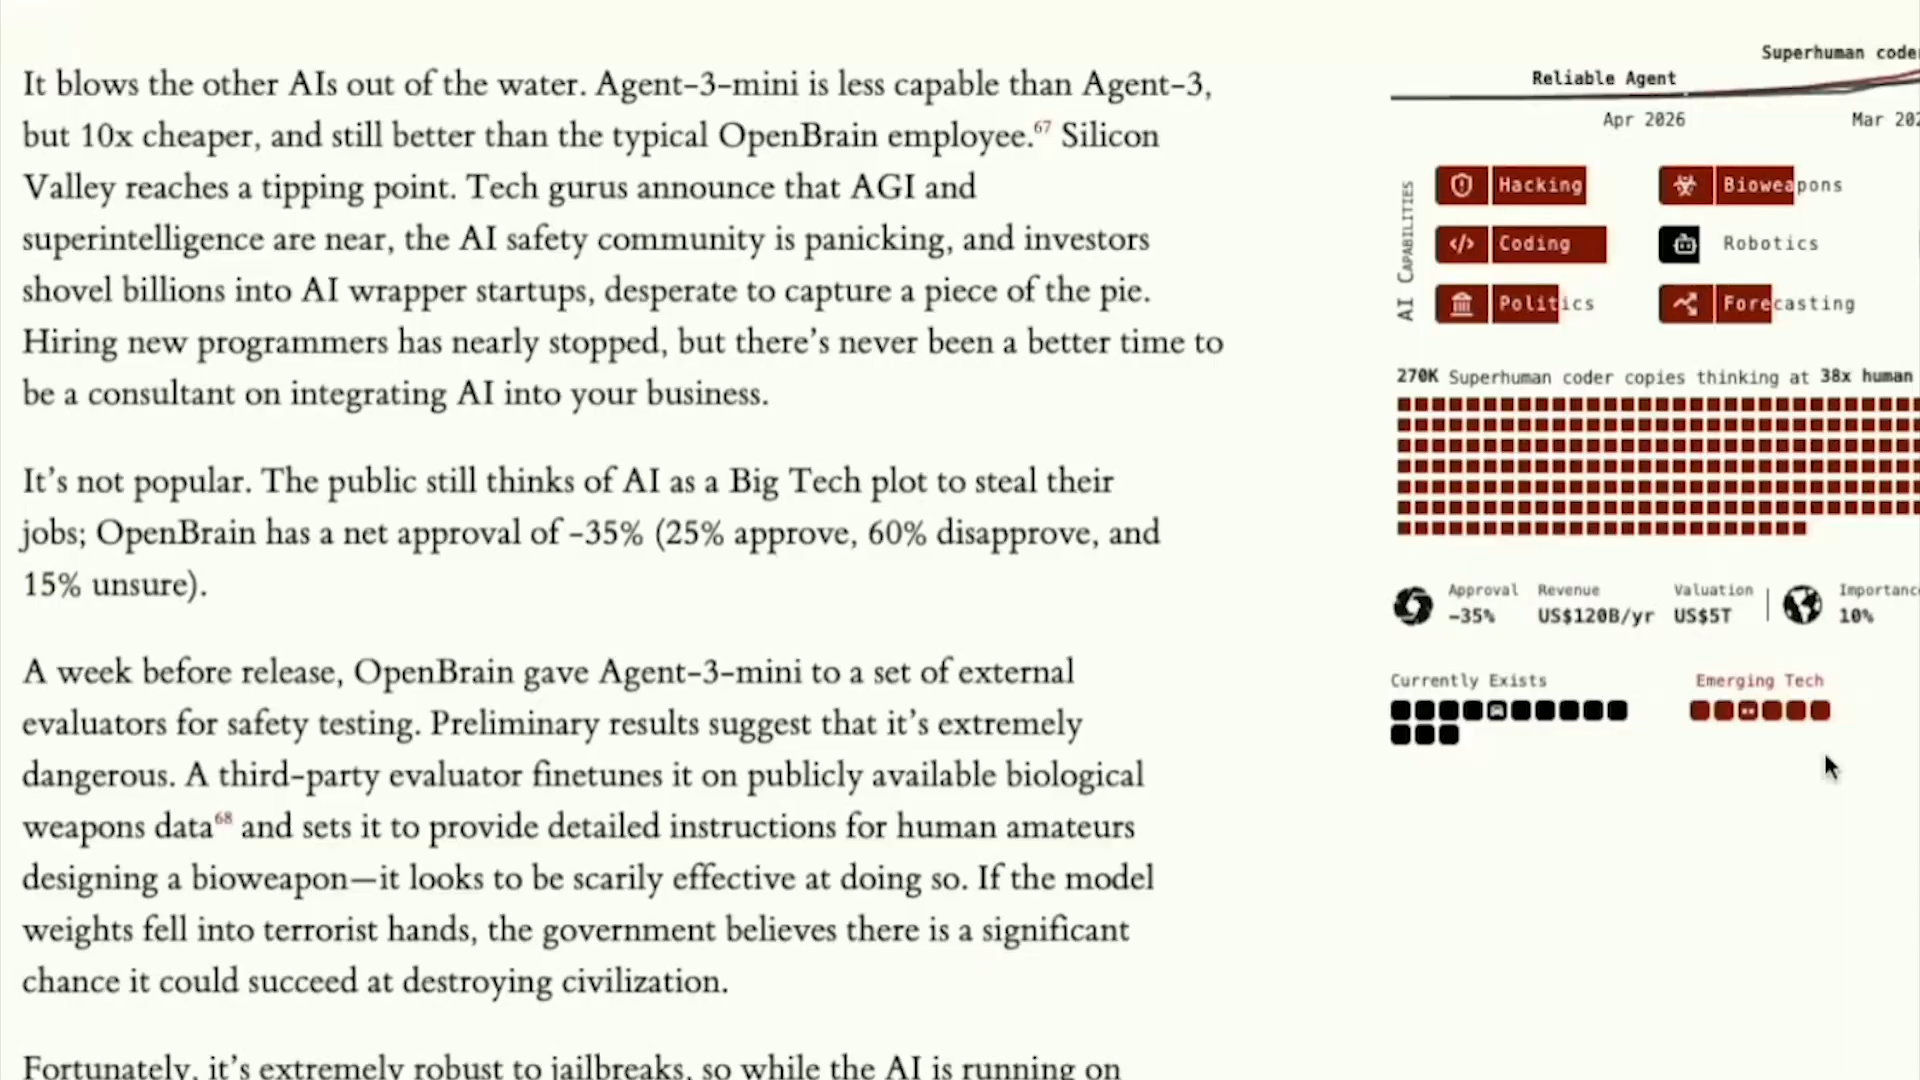 It blows the other AIs out of the water. Agent-3-mini is less capable than Agent-3,
but 10x cheaper, and still better than the typical OpenBrain employee.67 Silicon
Valley reaches a tipping point. Tech gurus announce that AGI and
superintelligence are near, the AI safety community is panicking, and investors
shovel billions into AI wrapper startups, desperate to capture a piece of the pie.
Hiring new programmers has nearly stopped, but there's never been a better time to
be a consultant on integrating AI into your business.
It's not popular. The public still thinks of AI as a Big Tech plot to steal their
jobs; OpenBrain has a net approval of -35% (25% approve, 60% disapprove, and
15% unsure).
A week before release, OpenBrain gave Agent-3-mini to a set of external
evaluators for safety testing. Preliminary results suggest that it's extremely
dangerous. A third-party evaluator finetunes it on publicly available biological
weapons data68 and sets it to provide detailed instructions for human amateurs
designing a bioweapon—it looks to be scarily effective at doing so. If the model
weights fell into terrorist hands, the government believes there is a significant
chance it could succeed at destroying civilization.
Fortunately, it's extremely robust to jailbreaks, so while the AI is running on
Superhuman code
Reliable Agent
Apr 2026 Mar 202
AI CAPABILITIES
Hacking Bioweapons
Coding Robotics
Politics Forecasting
270K Superhuman coder copies thinking at 38x human
Approval Revenue Valuation Importanc
-35% US$120B/yr US$5T 10%
Currently Exists Emerging Tech